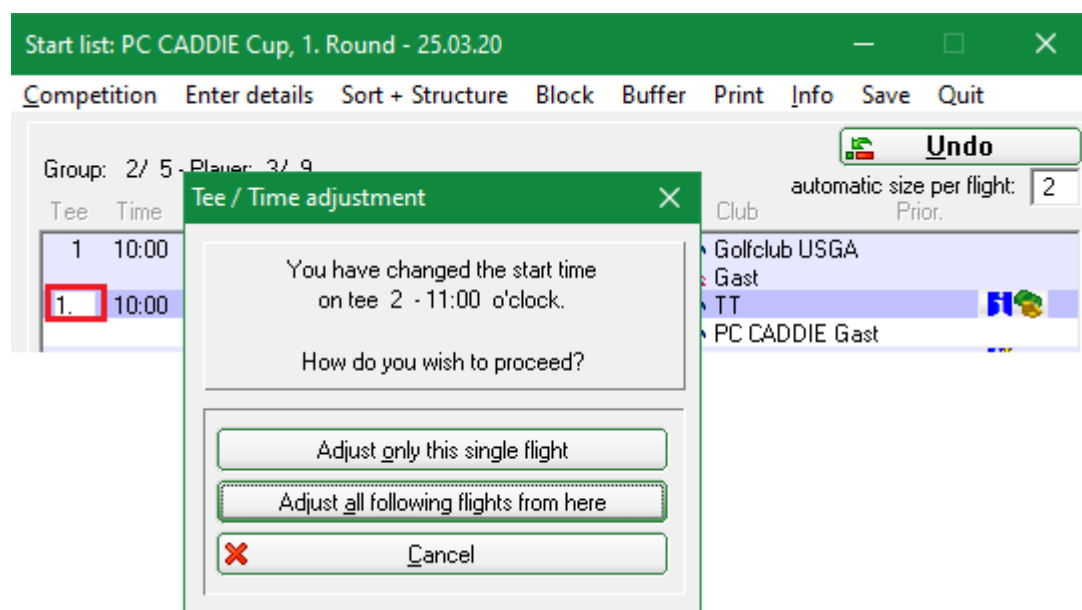 Start list: PC CADDIE Cup, 1. Round - 25.03.20
Competition Enter details Sort + Structure Block Buffer Print Info Save Quit
Undo
Group: 2/ 5 - Player: 3/ 9
automatic size per flight: 2
Tee / Time adjustment
Tee Time Club Prior.
1 10:00 Golfclub USGA
You have changed the start time
Gast
on tee 2 - 11:00 o'clock.
1. 10:00 TT
PC CADDIE Gast
How do you wish to proceed?
Adjust only this single flight
Adjust all following flights from here
Cancel